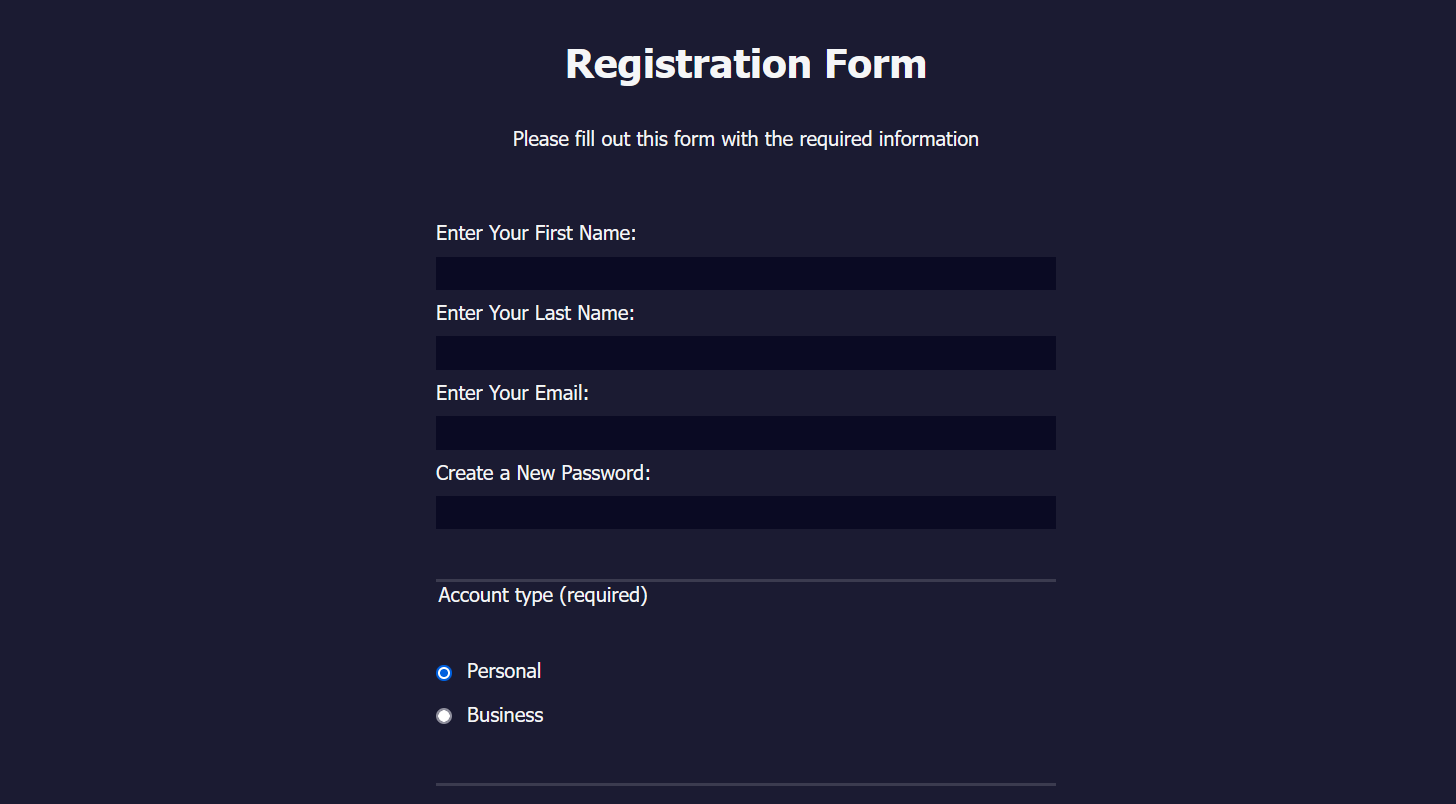 Registration Form
Please fill out this form with the required information
Enter Your First Name:
Enter Your Last Name:
Enter Your Email:
Create a New Password:
Account type (required)
Personal
Business